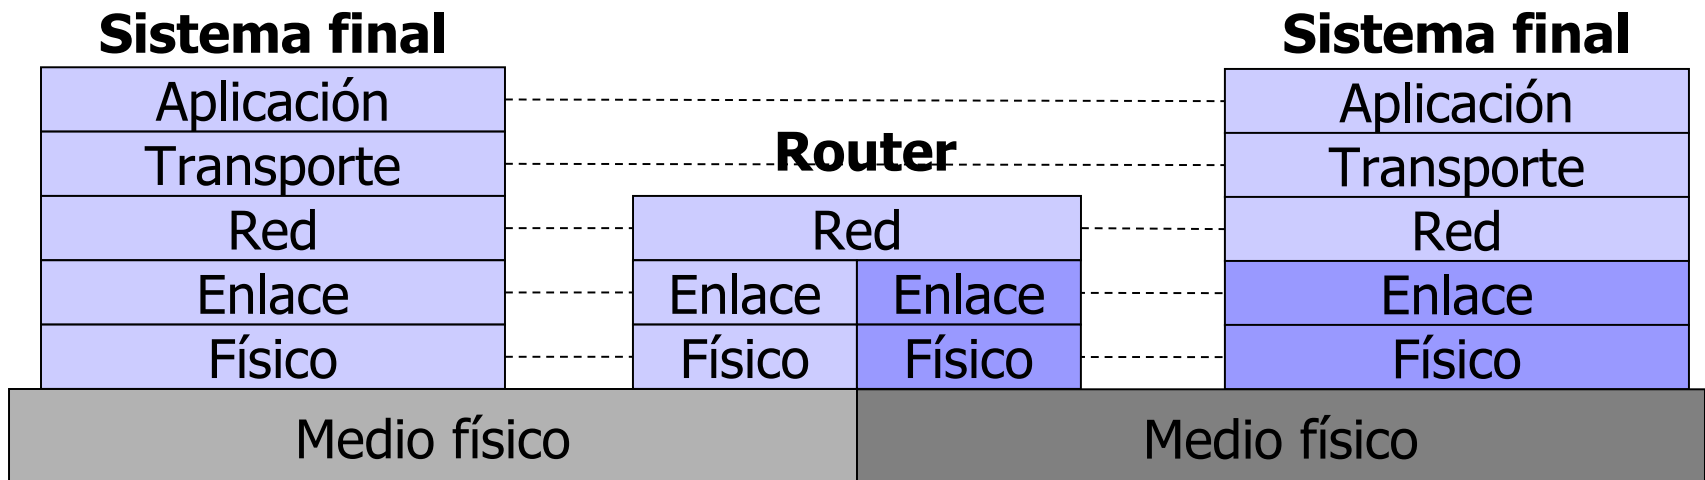 Sistema final
Sistema final
Aplicación
Aplicación
Router
Transporte
Transporte
Red
Red
Red
Enlace
Enlace
Enlace
Enlace
Físico
Físico
Físico
Físico
Medio físico
Medio físico